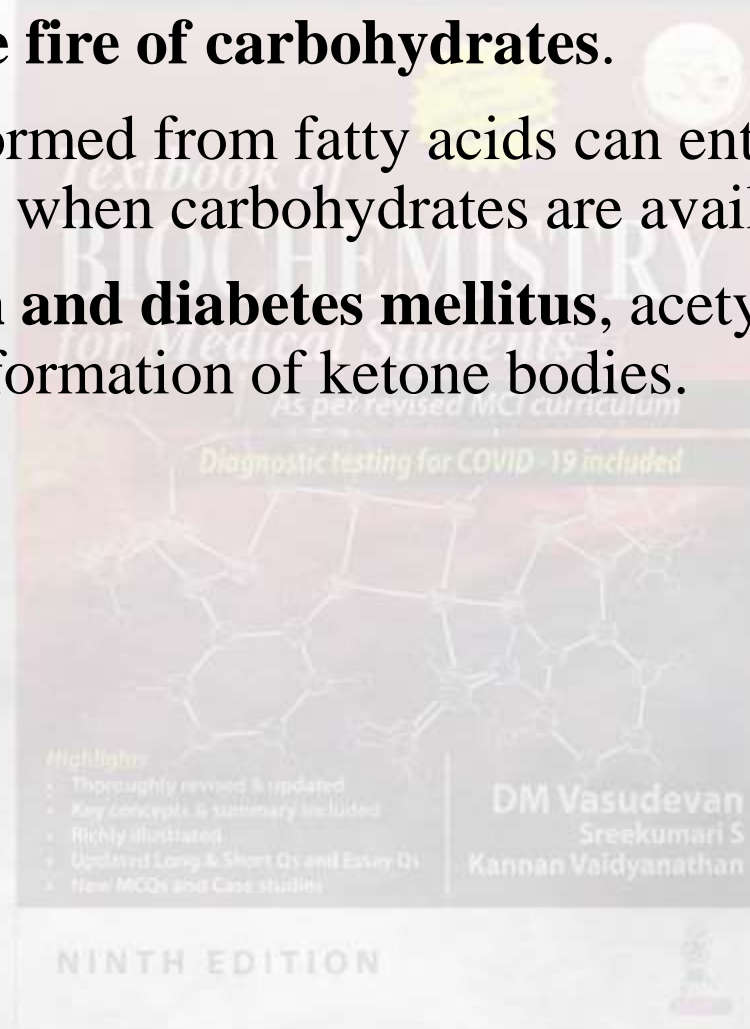 e fire of carbohydrates.
ormed from fatty acids can ent
when carbohydrates are avail
n and diabetes mellitus, acety
formation of ketone bodies.
Textbook of
BIOCHEMISTRY
for Medical Students
As per revised MCI curriculum
Diagnostic testing for COVID -19 included
Highlights
• Thoroughly revised & updated
• Key concepts & summary included
• Richly illustrated
• Updated Long & Short Qs and Essay Qs
• New MCQs and Case studies
DM Vasudevan
Sreekumari S
Kannan Vaidyanathan
NINTH EDITION